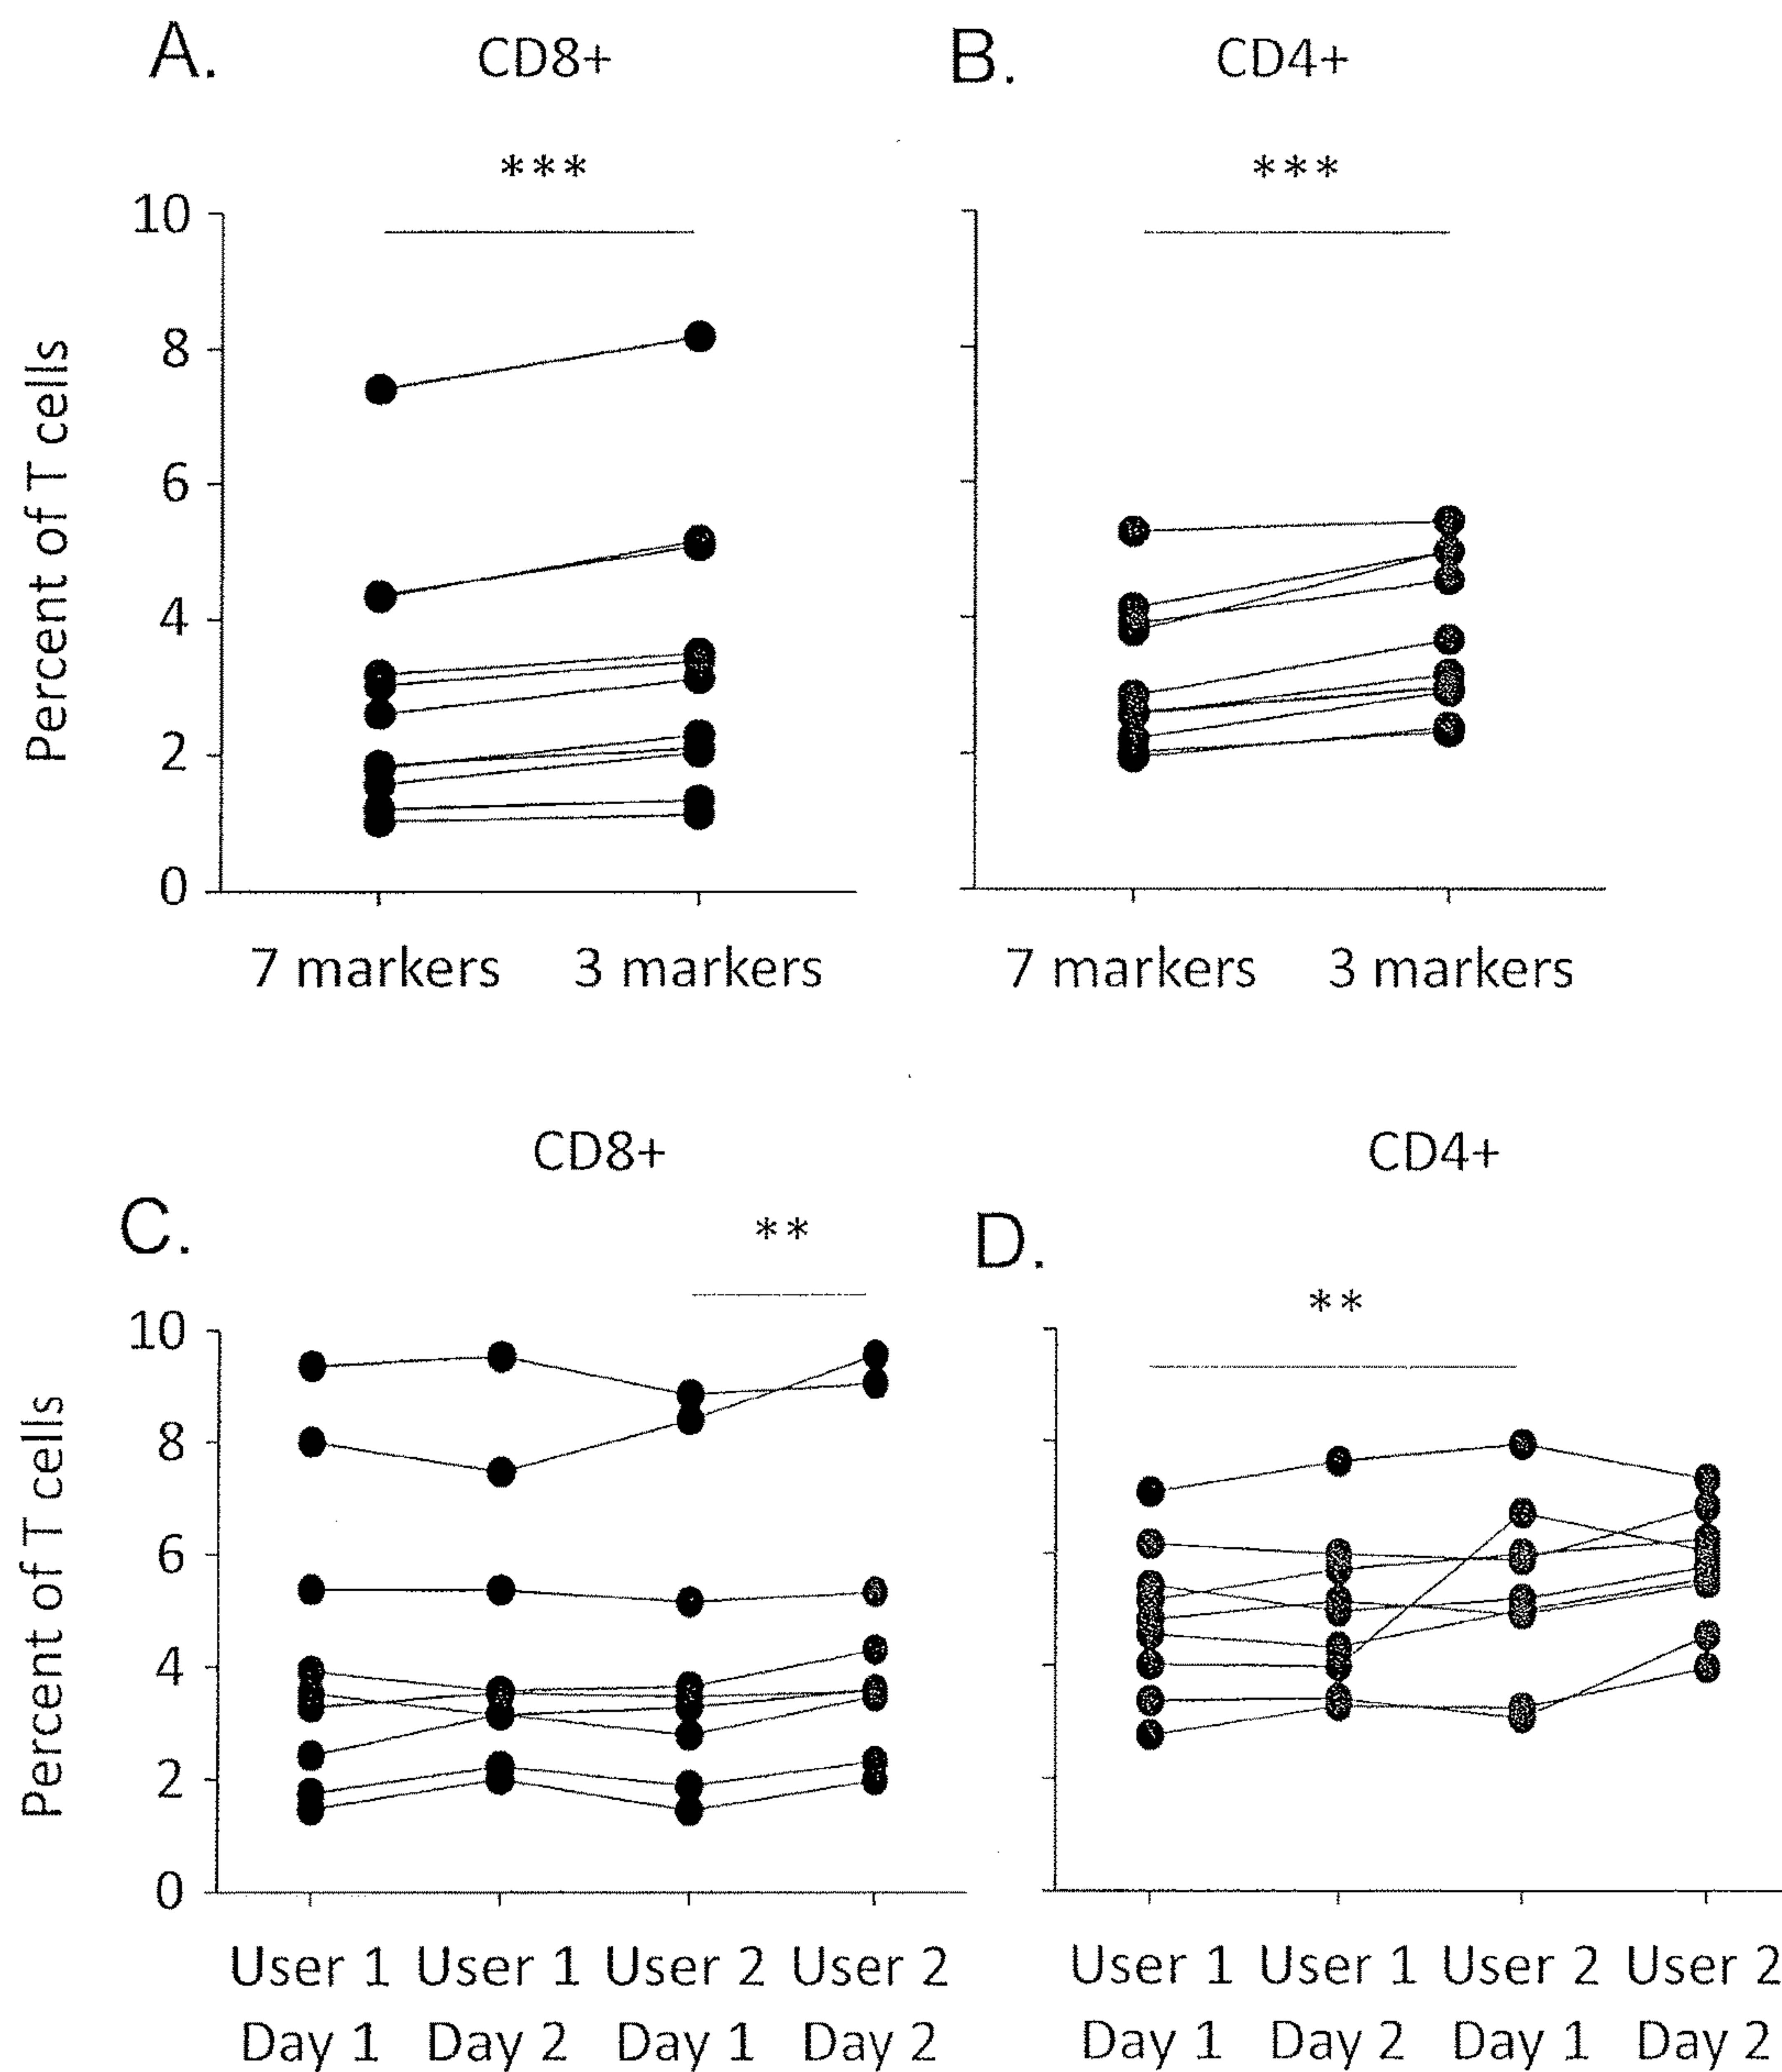 A. CD8+ B. CD4+
*** ***
10
8
6
4
2
0
Percent of T cells
7 markers 3 markers 7 markers 3 markers
CD8+ CD4+
C. D.
** **
10
8
6
4
2
0
Percent of T cells
User 1 User 1 User 2 User 2 User 1 User 1 User 2 User 2
Day 1 Day 2 Day 1 Day 2 Day 1 Day 2 Day 1 Day 2